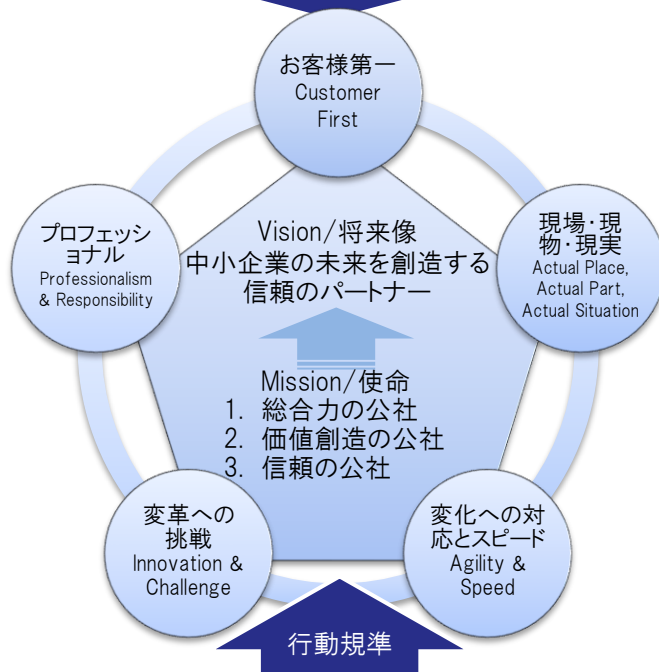 お客様第一
Customer
First
プロフェッシ
ョナル
Professionalism
& Responsibility
現場・現
物・現実
Actual Place,
Actual Part,
Actual Situation
Vision/将来像
中小企業の未来を創造する
信頼のパートナー
Mission/使命
1. 総合力の公社
2. 価値創造の公社
3. 信頼の公社
変革への
挑戦
Innovation &
Challenge
変化への対
応とスピード
Agility &
Speed
行動規準